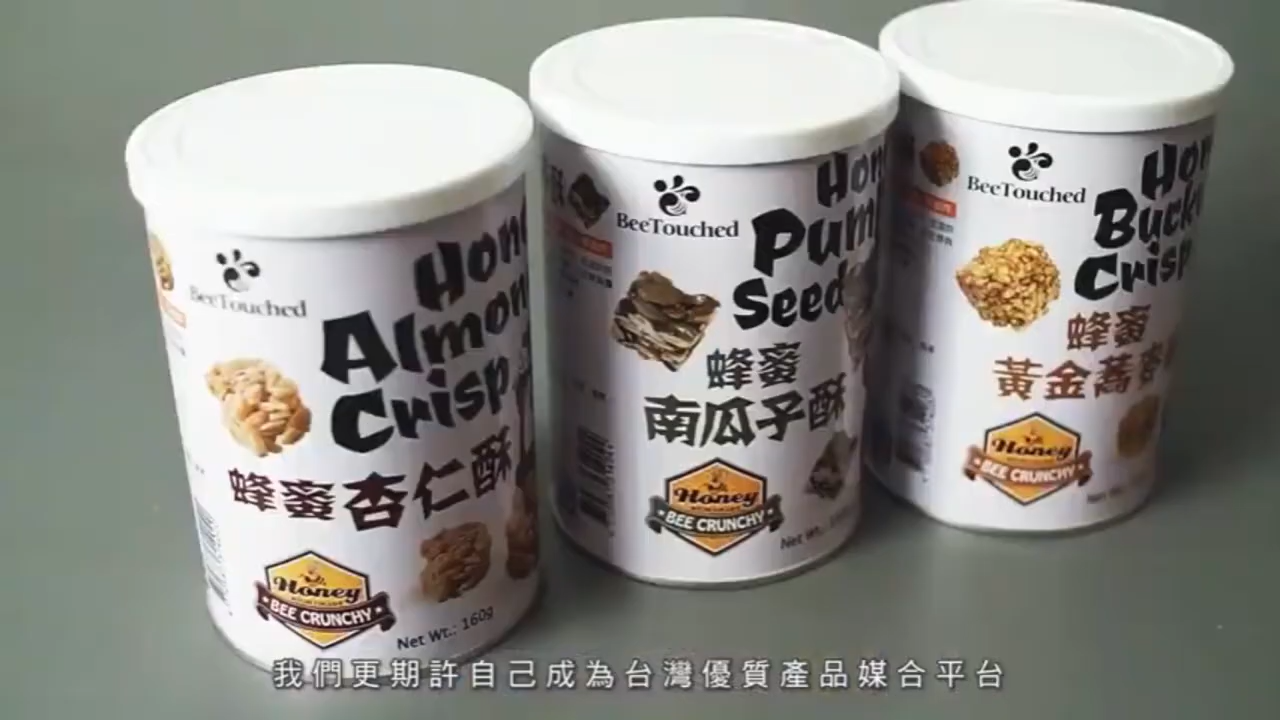 BeeTouched
Hon
Almon
Crisp
蜂蜜杏仁酥
Honey
BEE CRUNCHY
Net Wt.: 160g
BeeTouched
Hon
Pum
Seed
蜂蜜
南瓜子酥
Honey
BEE CRUNCHY
Net Wt.
BeeTouched
Hon
Buck
Crisp
蜂蜜
黃金蕎麥
Honey
BEE CRUNCHY
Net Wt.
我們更期許自己成為台灣優質產品媒合平台